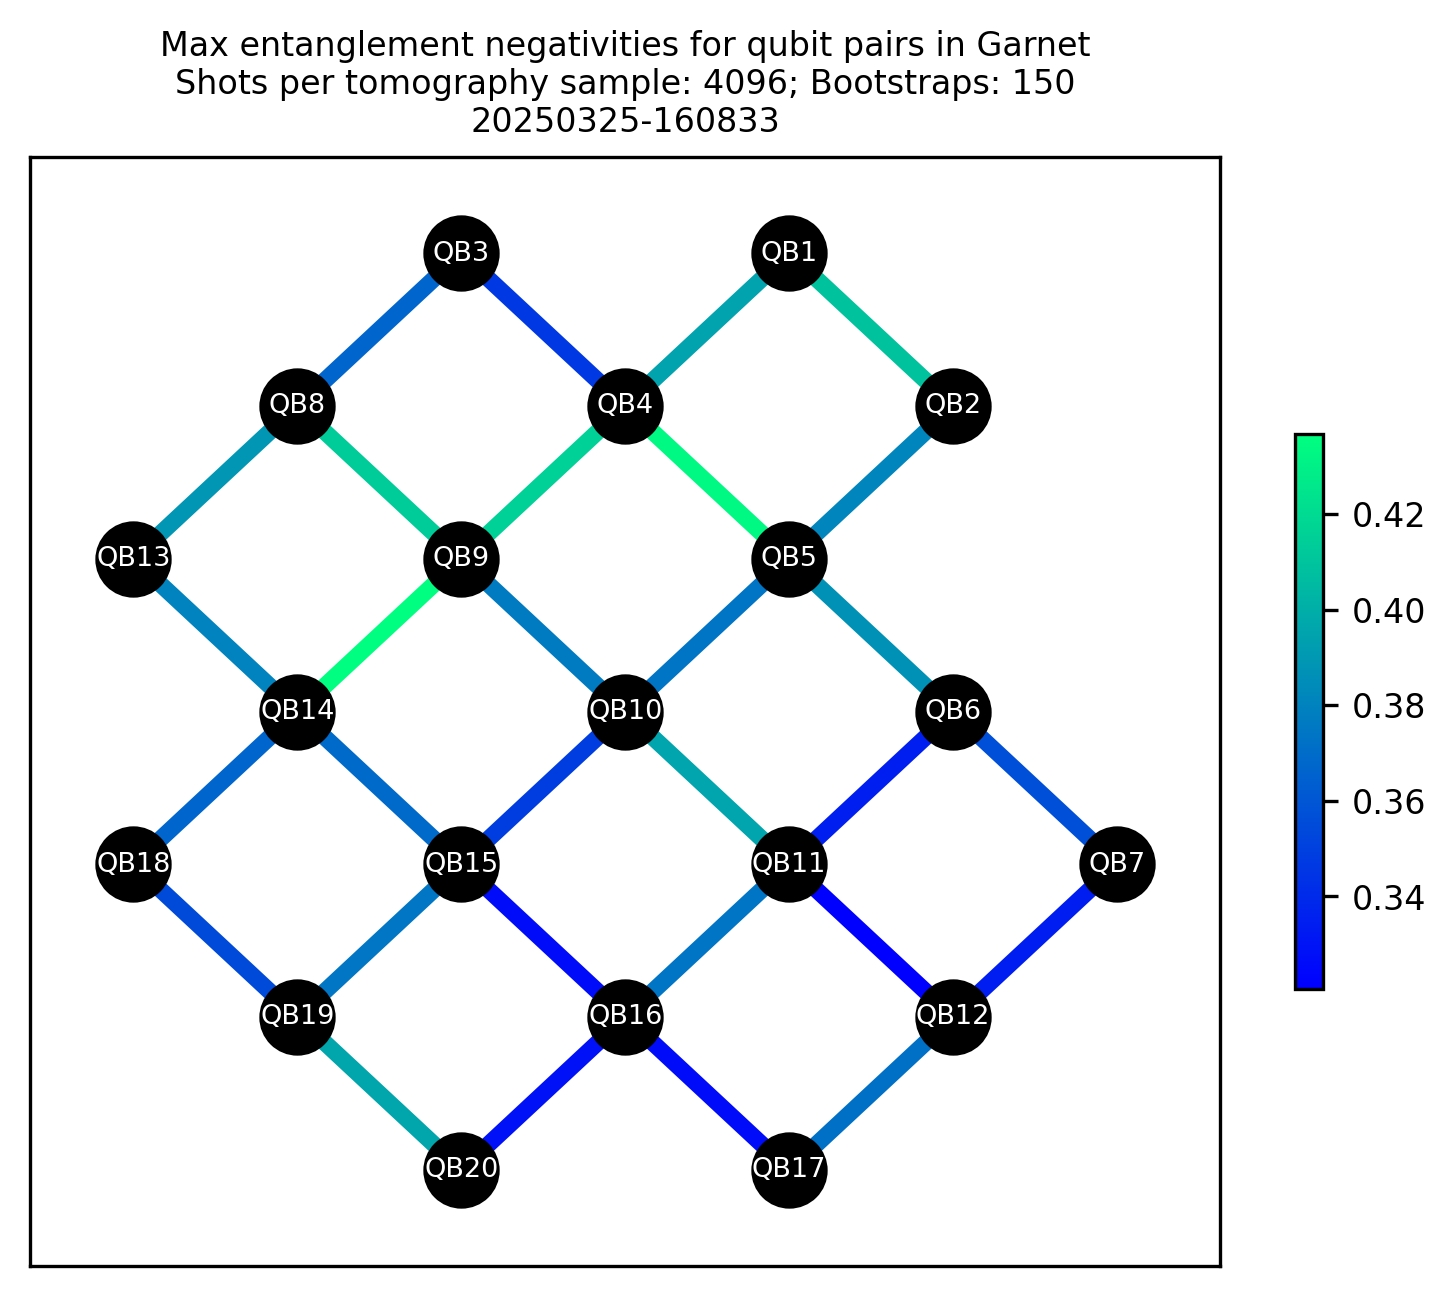 Max entanglement negativities for qubit pairs in Garnet
Shots per tomography sample: 4096; Bootstraps: 150
20250325-160833
QB3
QB1
QB8
QB4
QB2
QB13
QB9
QB5
QB14
QB10
QB6
QB18
QB15
QB11
QB7
QB19
QB16
QB12
QB20
QB17
0.42
0.40
0.38
0.36
0.34